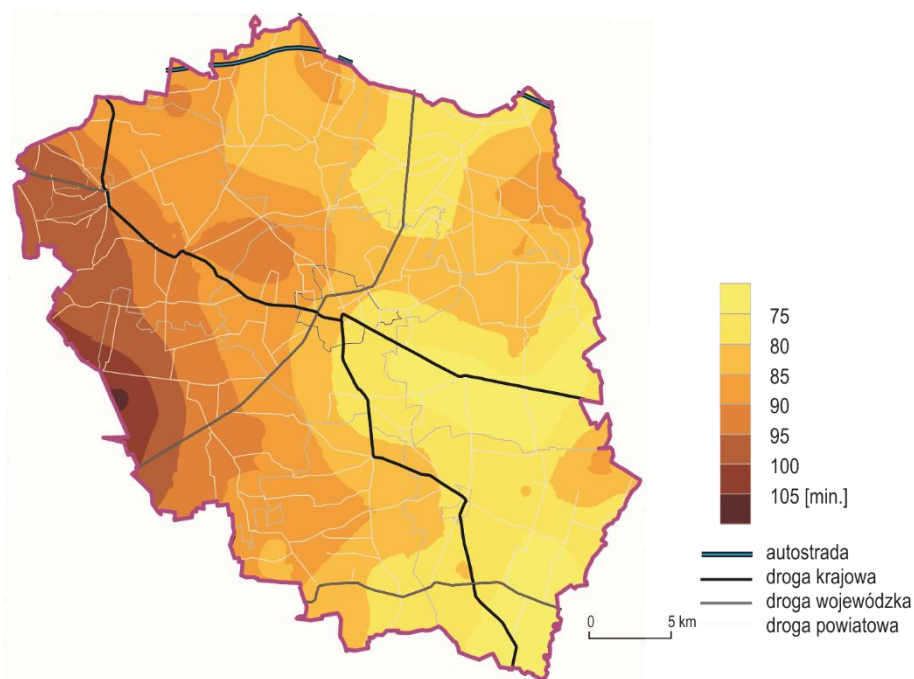 75
80
85
90
95
100
105 [min.]
autostrada
droga krajowa
droga wojewódzka
droga powiatowa
0 5 km